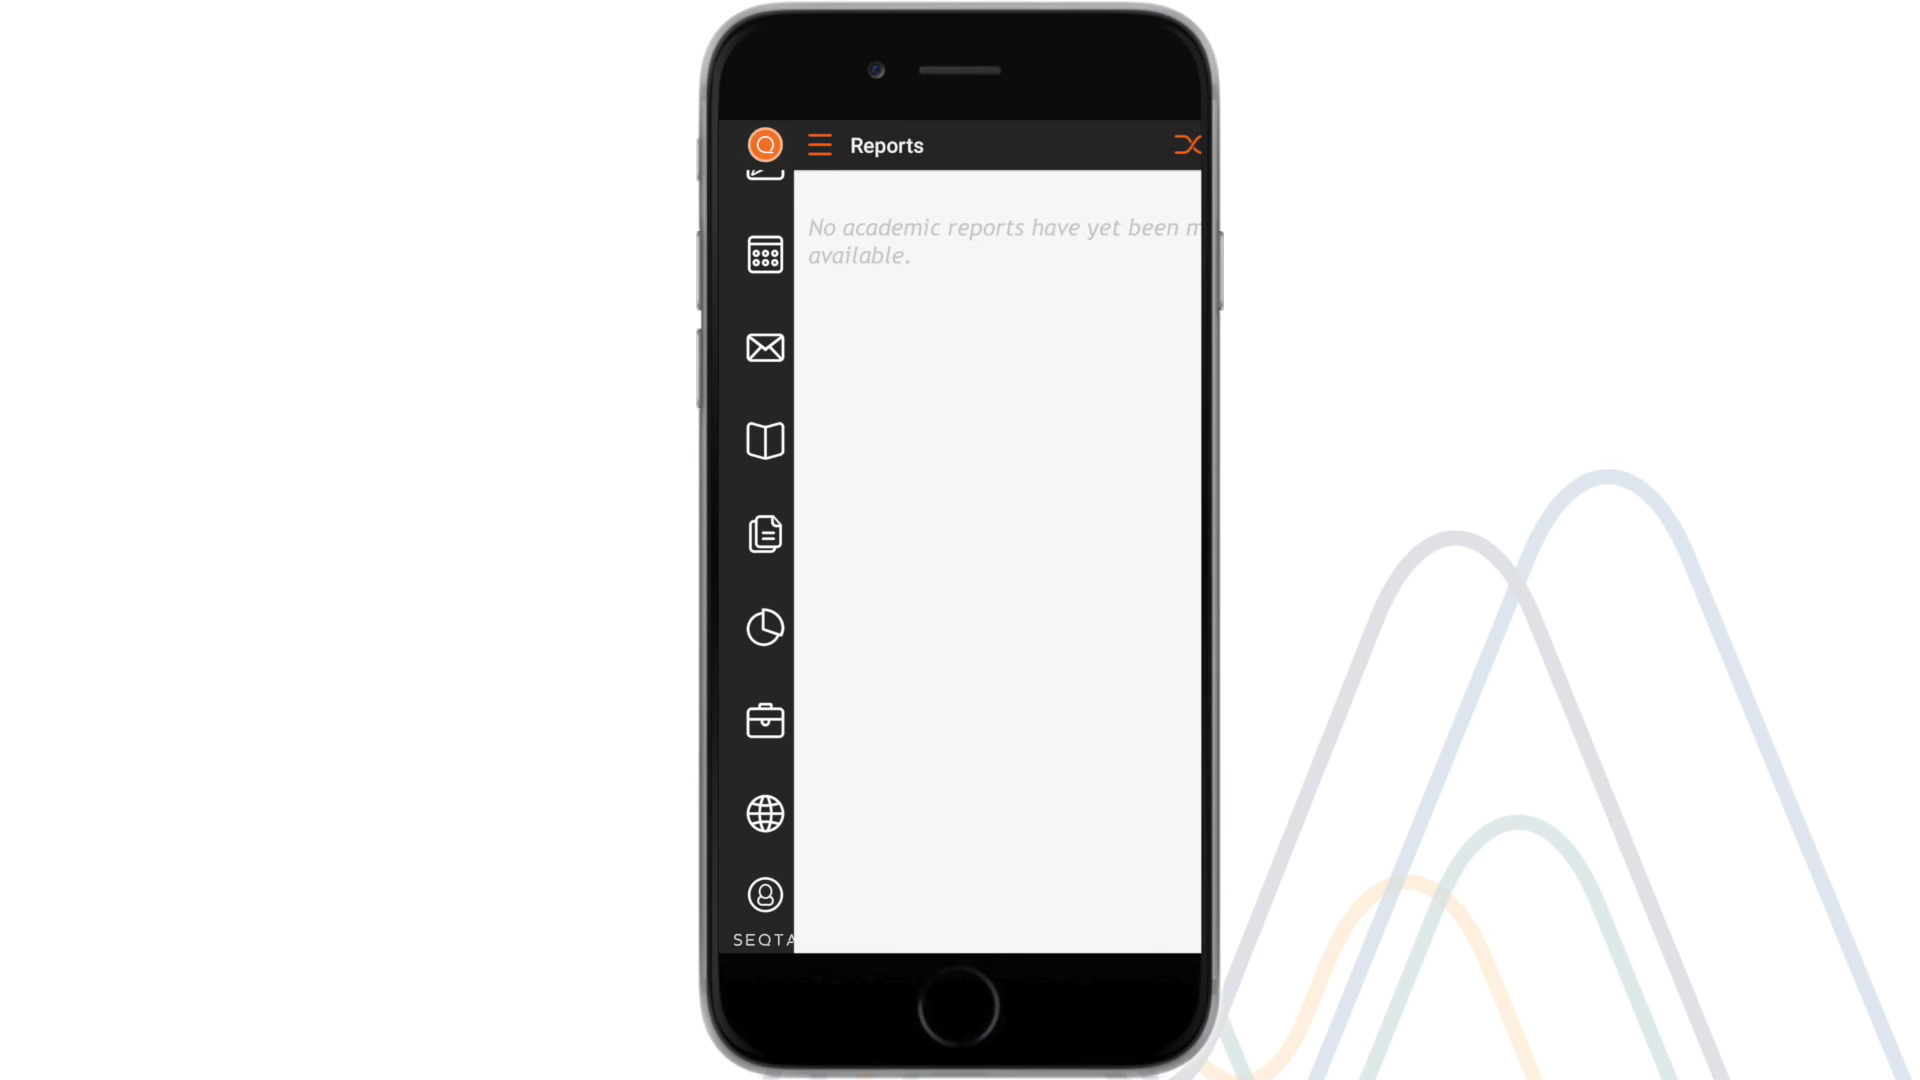 Reports
No academic reports have yet been
available.
SEQTA